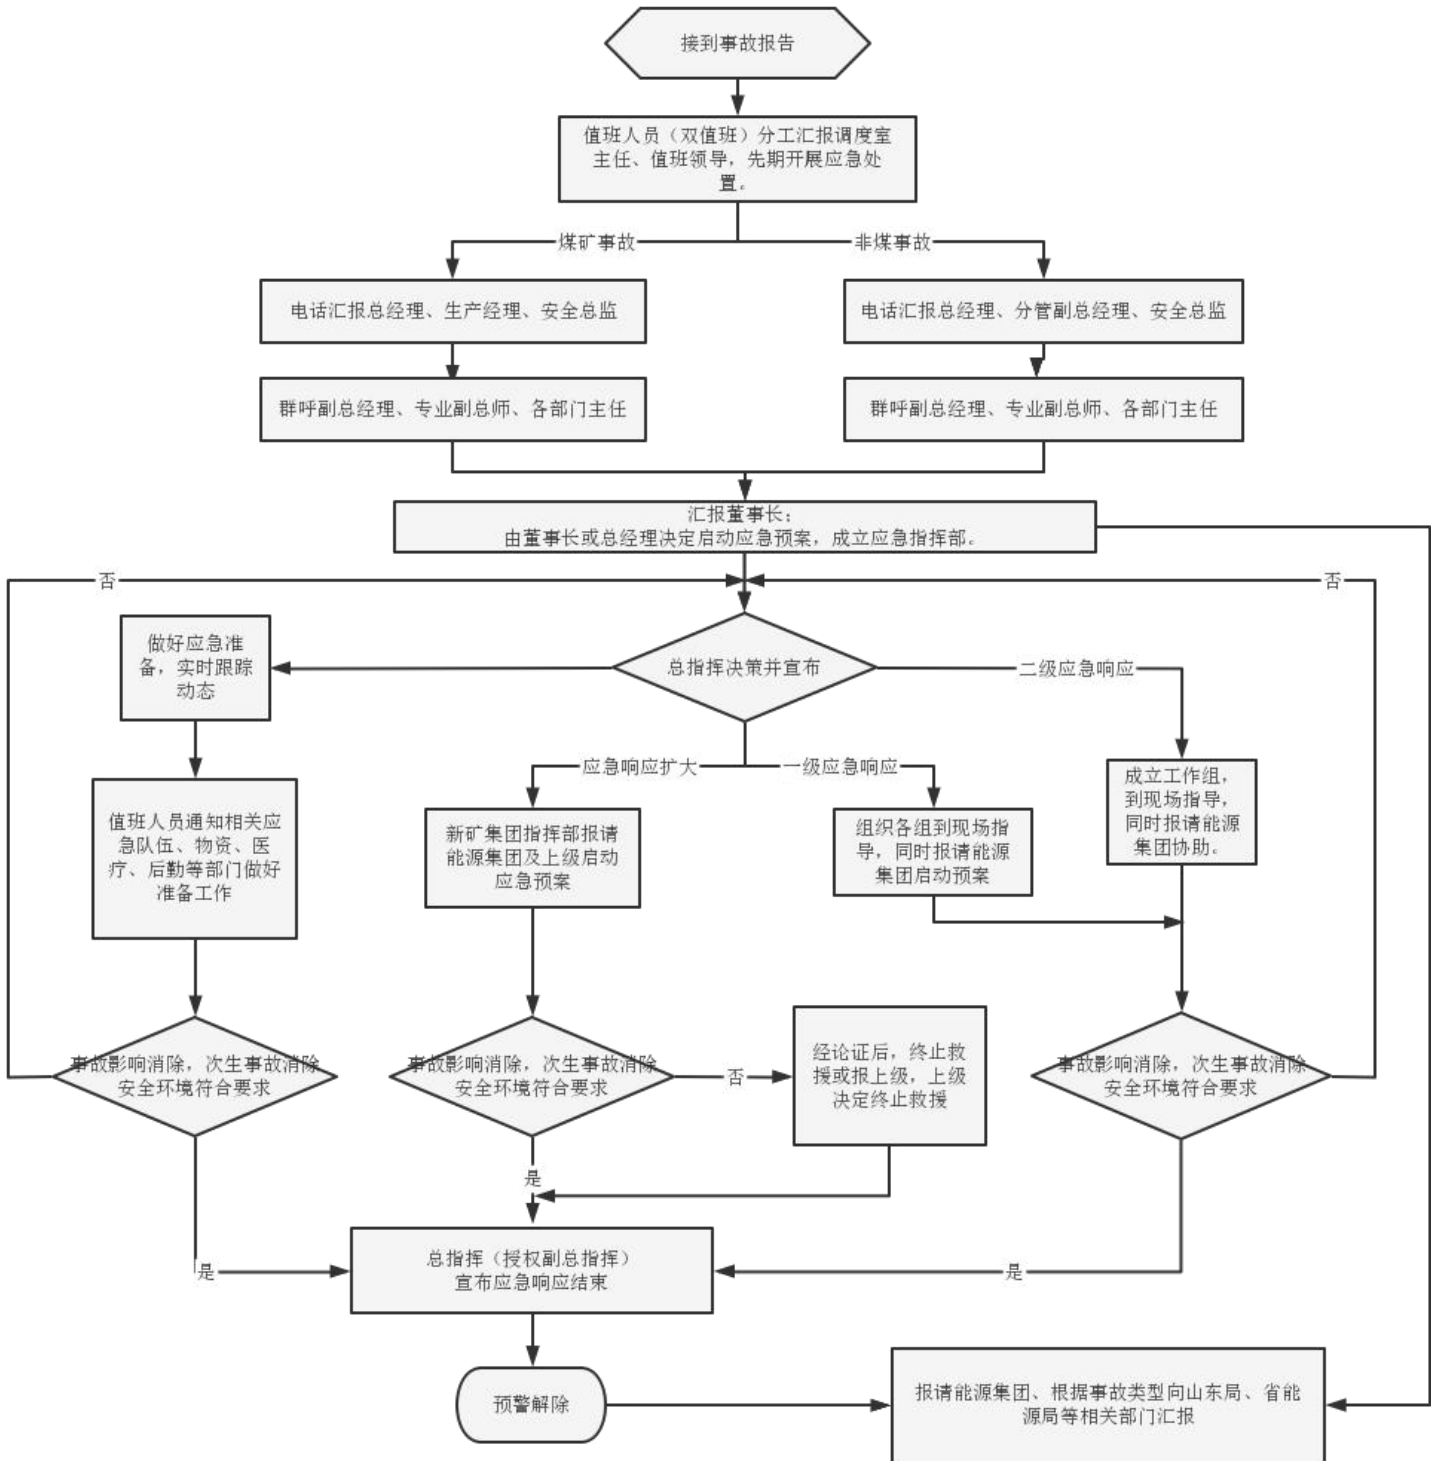 接到事故报告
值班人员（双值班）分工汇报调度室
主任、值班领导，先期开展应急处
置。
煤矿事故
非煤事故
电话汇报总经理、生产经理、安全总监
电话汇报总经理、分管副总经理、安全总监
群呼副总经理、专业副总师、各部门主任
群呼副总经理、专业副总师、各部门主任
汇报董事长；
由董事长或总经理决定启动应急预案，成立应急指挥部。
否
否
做好应急准
备，实时跟踪
动态
总指挥决策并宣布
二级应急响应
应急响应扩大
一级应急响应
值班人员通知相关应
急队伍、物资、医
疗、后勤等部门做好
准备工作
新矿集团指挥部报请
能源集团及上级启动
应急预案
组织各组到现场指
导，同时报请能源
集团启动预案
成立工作组，
到现场指导，
同时报请能源
集团协助。
事故影响消除，次生事故消除
安全环境符合要求
事故影响消除，次生事故消除
安全环境符合要求
否
经论证后，终止救
援或报上级，上级
决定终止救援
事故影响消除，次生事故消除
安全环境符合要求
是
是
是
总指挥（授权副总指挥）
宣布应急响应结束
预警解除
报请能源集团、根据事故类型向山东局、省能
源局等相关部门汇报